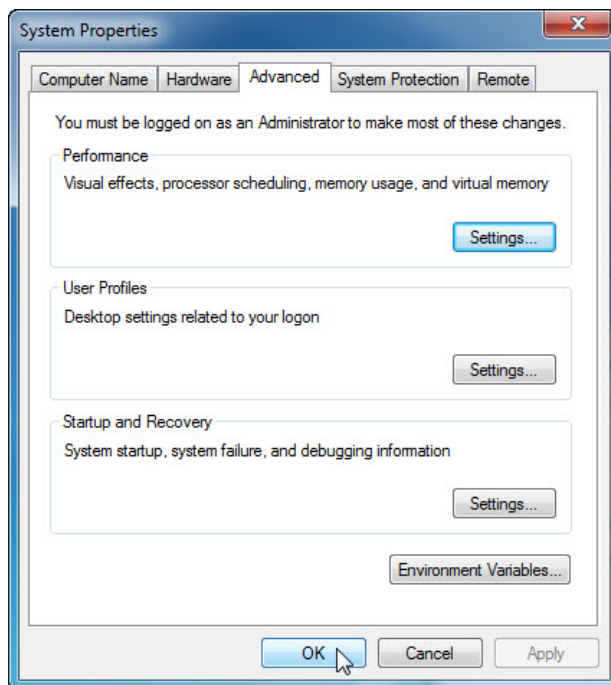 System Properties
Computer Name Hardware Advanced System Protection Remote
You must be logged on as an Administrator to make most of these changes.
Performance
Visual effects, processor scheduling, memory usage, and virtual memory
Settings...
User Profiles
Desktop settings related to your logon
Settings...
Startup and Recovery
System startup, system failure, and debugging information
Settings...
Environment Variables...
OK Cancel Apply